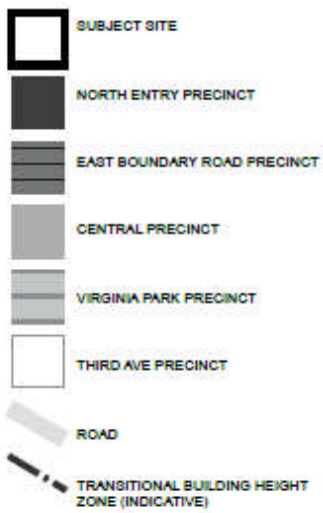 SUBJECT SITE
NORTH ENTRY PRECINCT
EAST BOUNDARY ROAD PRECINCT
CENTRAL PRECINCT
VIRGINIA PARK PRECINCT
THIRD AVE PRECINCT
ROAD
TRANSITIONAL BUILDING HEIGHT
ZONE (INDICATIVE)